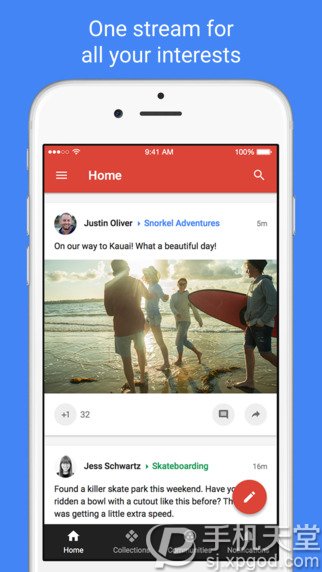 One stream for
all your interests
9:41 AM
100%
Home
Justin Oliver
Snorkel Adventures
5m
On our way to Kauai! What a beautiful day!
+1
32
Jess Schwartz
Skateboarding
16m
Found a killer skate park this weekend. Have you
ridden a bowl with a cutout like this before? Th
was getting a little extra speed.
Home
Collections
Communities
Notifications
手机天堂
sj.xpgod.com